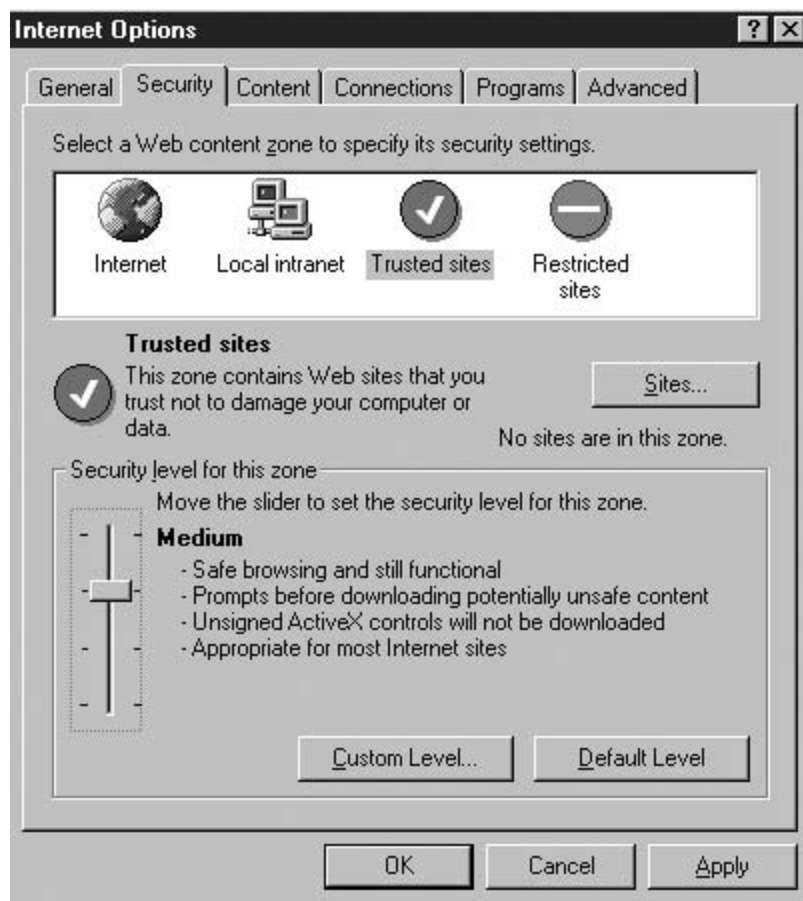 Internet Options
General Security Content Connections Programs Advanced
Select a Web content zone to specify its security settings.
Internet Local intranet Trusted sites Restricted
sites
Trusted sites
This zone contains Web sites that you
trust not to damage your computer or
data.
Sites...
No sites are in this zone.
Security level for this zone
Move the slider to set the security level for this zone.
Medium
- Safe browsing and still functional
- Prompts before downloading potentially unsafe content
- Unsigned ActiveX controls will not be downloaded
- Appropriate for most Internet sites
Custom Level... Default Level
OK Cancel Apply